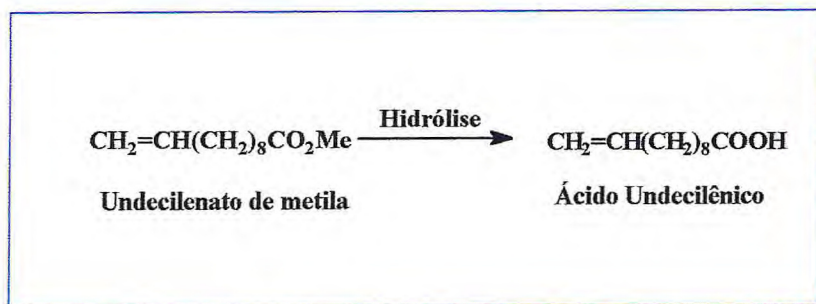 Hidrólise
CH₂=CH(CH₂)₈CO₂Me CH₂=CH(CH₂)₈COOH
Undecilenato de metila Ácido Undecilênico